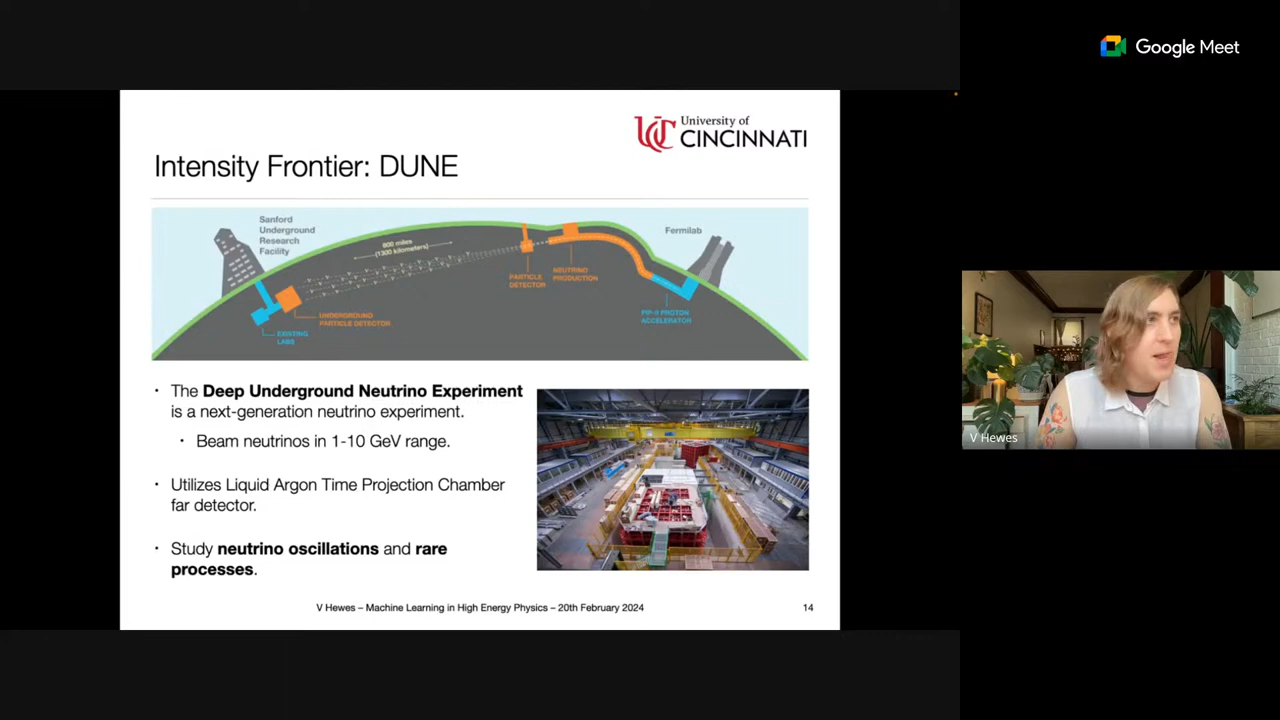 Google Meet
University of
CINCINNATI
Intensity Frontier: DUNE
Sanford
Underground
Research
Facility
800 miles
(1300 kilometers)
Fermilab
PARTICLE
DETECTOR
NEUTRINO
PRODUCTION
PIP-II PROTON
ACCELERATOR
UNDERGROUND
PARTICLE DETECTOR
EXISTING
LABS
· The Deep Underground Neutrino Experiment
is a next-generation neutrino experiment.
· Beam neutrinos in 1-10 GeV range.
· Utilizes Liquid Argon Time Projection Chamber
far detector.
· Study neutrino oscillations and rare
processes.
V Hewes – Machine Learning in High Energy Physics – 20th February 2024
14
V Hewes